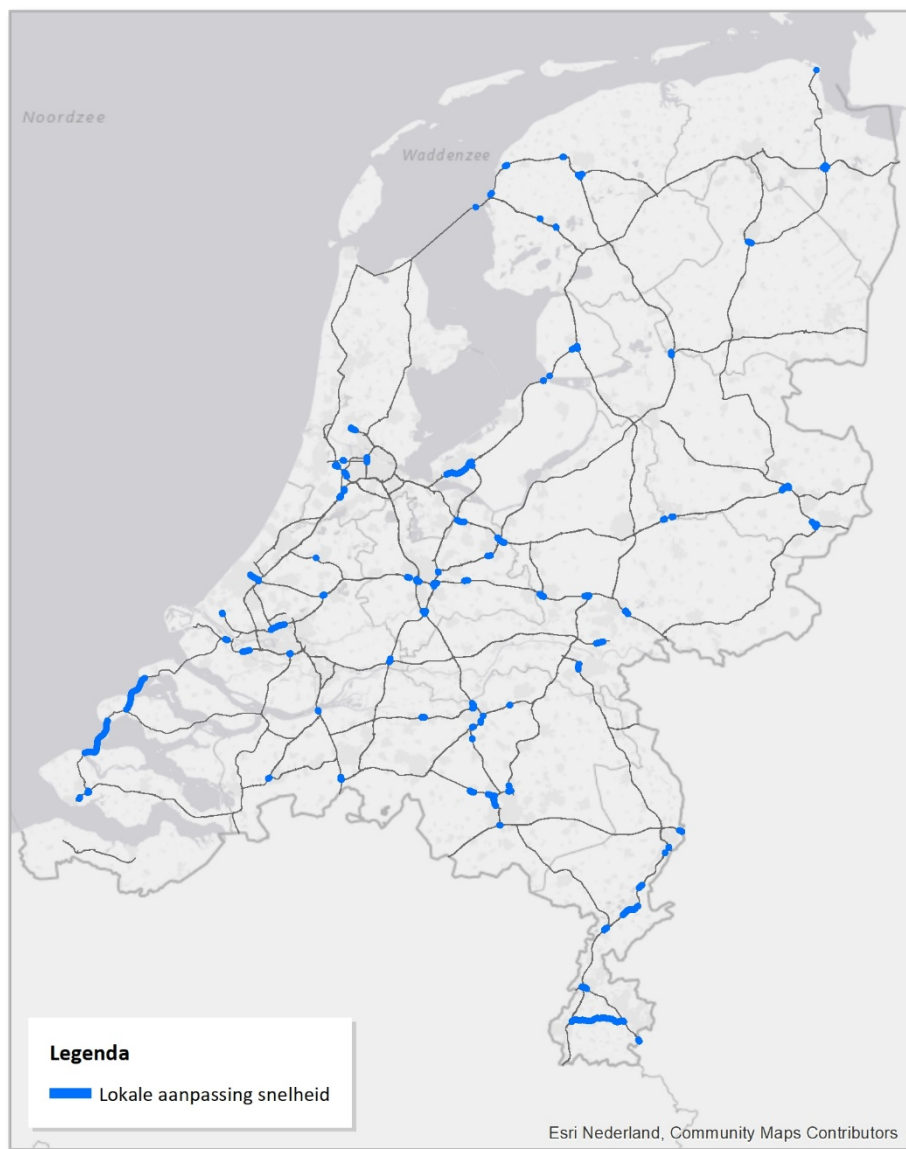 Noordzee
Waddenzee
Legenda
Lokale aanpassing snelheid
Esri Nederland, Community Maps Contributors